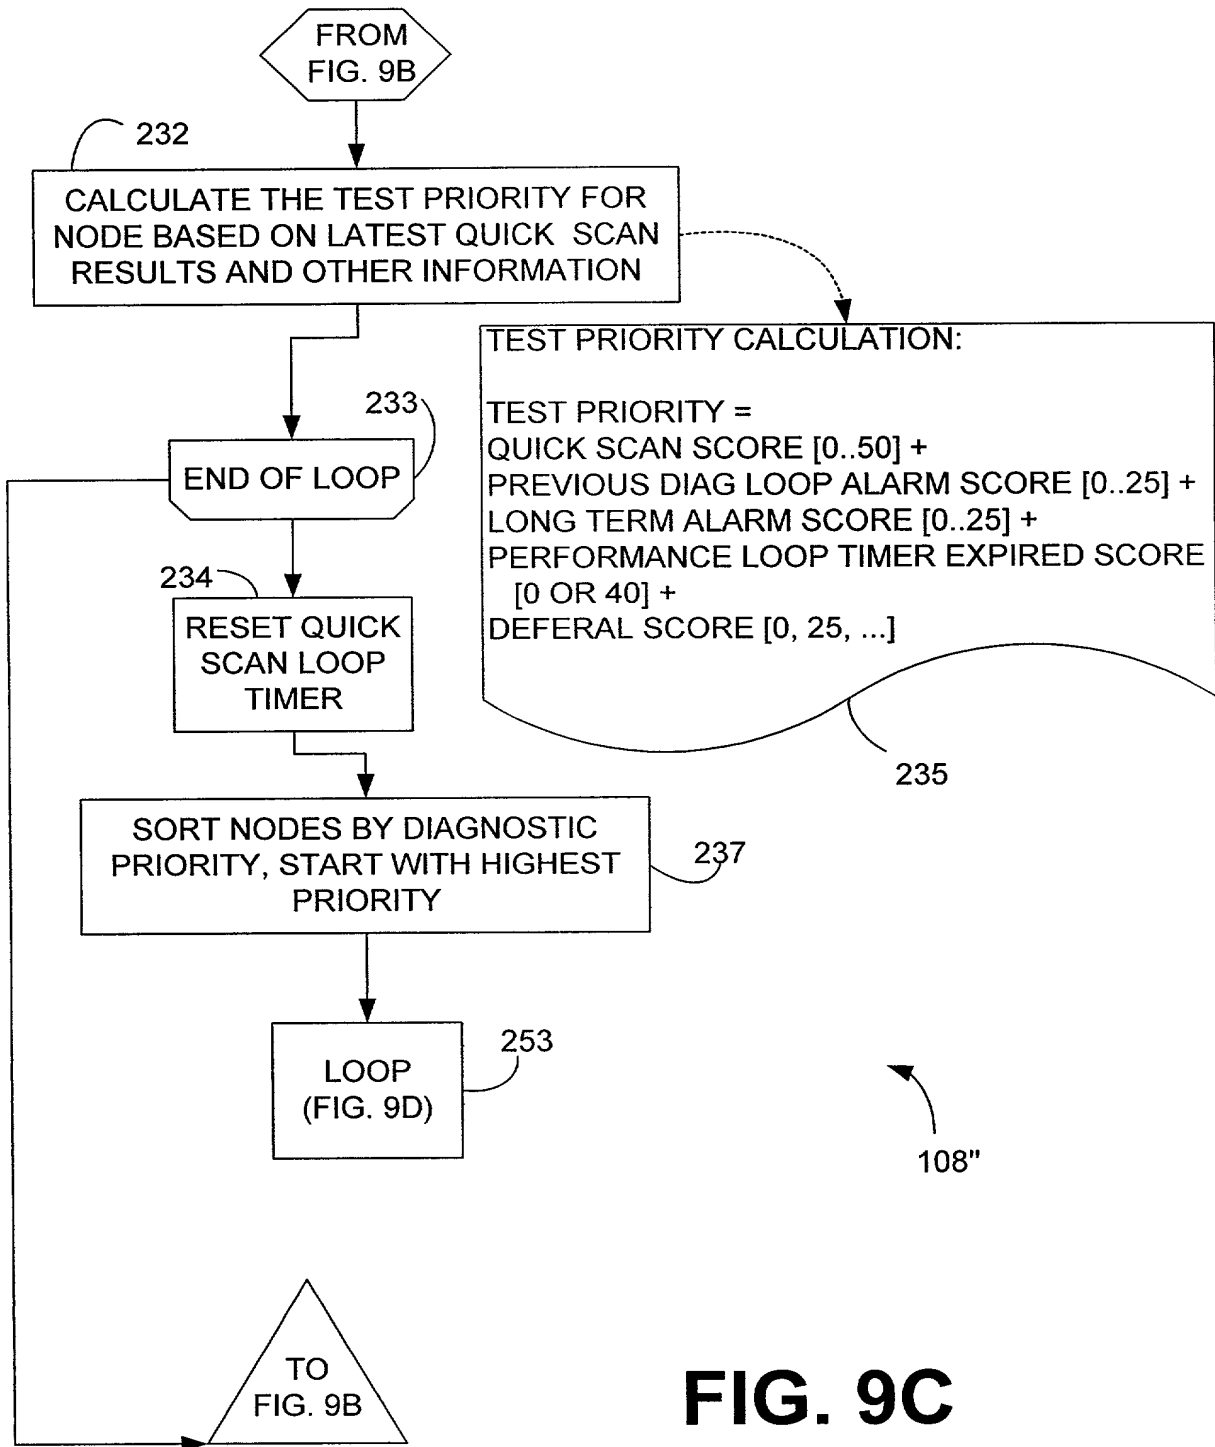 FROM
FIG. 9B
232
CALCULATE THE TEST PRIORITY FOR
NODE BASED ON LATEST QUICK SCAN
RESULTS AND OTHER INFORMATION
TEST PRIORITY CALCULATION:
TEST PRIORITY =
QUICK SCAN SCORE [0..50] +
PREVIOUS DIAG LOOP ALARM SCORE [0..25] +
LONG TERM ALARM SCORE [0..25] +
PERFORMANCE LOOP TIMER EXPIRED SCORE
[0 OR 40] +
DEFERAL SCORE [0, 25, ...]
235
233
END OF LOOP
234
RESET QUICK
SCAN LOOP
TIMER
SORT NODES BY DIAGNOSTIC
PRIORITY, START WITH HIGHEST
PRIORITY
237
LOOP
(FIG. 9D)
253
108"
TO
FIG. 9B
FIG. 9C